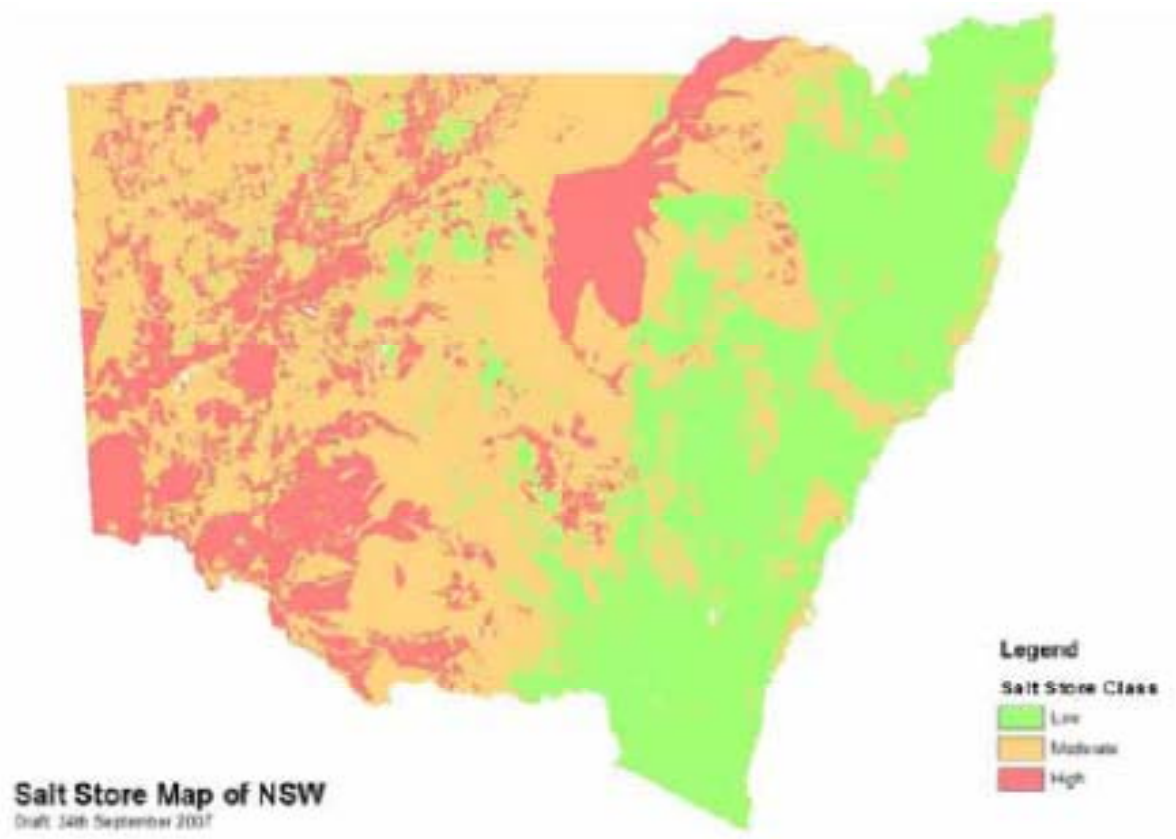 Legend
Salt Store Class
Low
Moderate
High
Salt Store Map of NSW
Draft: 24th September 2007